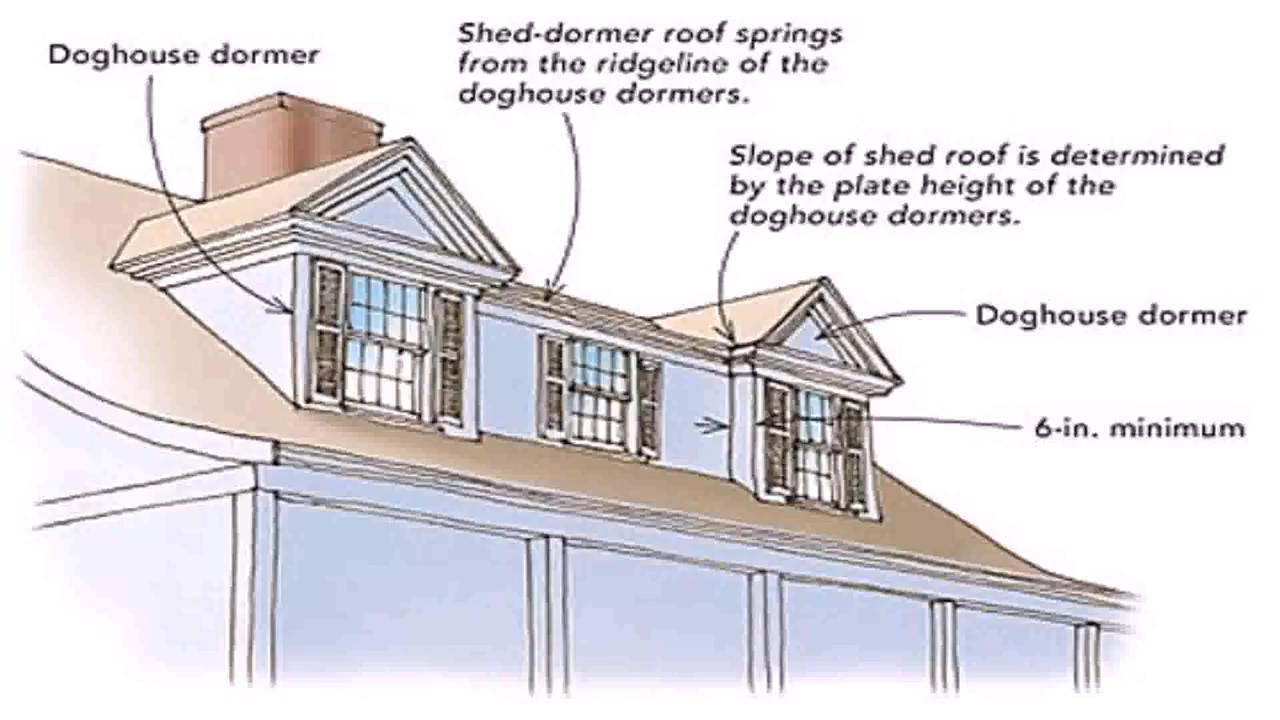 Doghouse dormer
Shed-dormer roof springs
from the ridgeline of the
doghouse dormers.
Slope of shed roof is determined
by the plate height of the
doghouse dormers.
Doghouse dormer
6-in. minimum